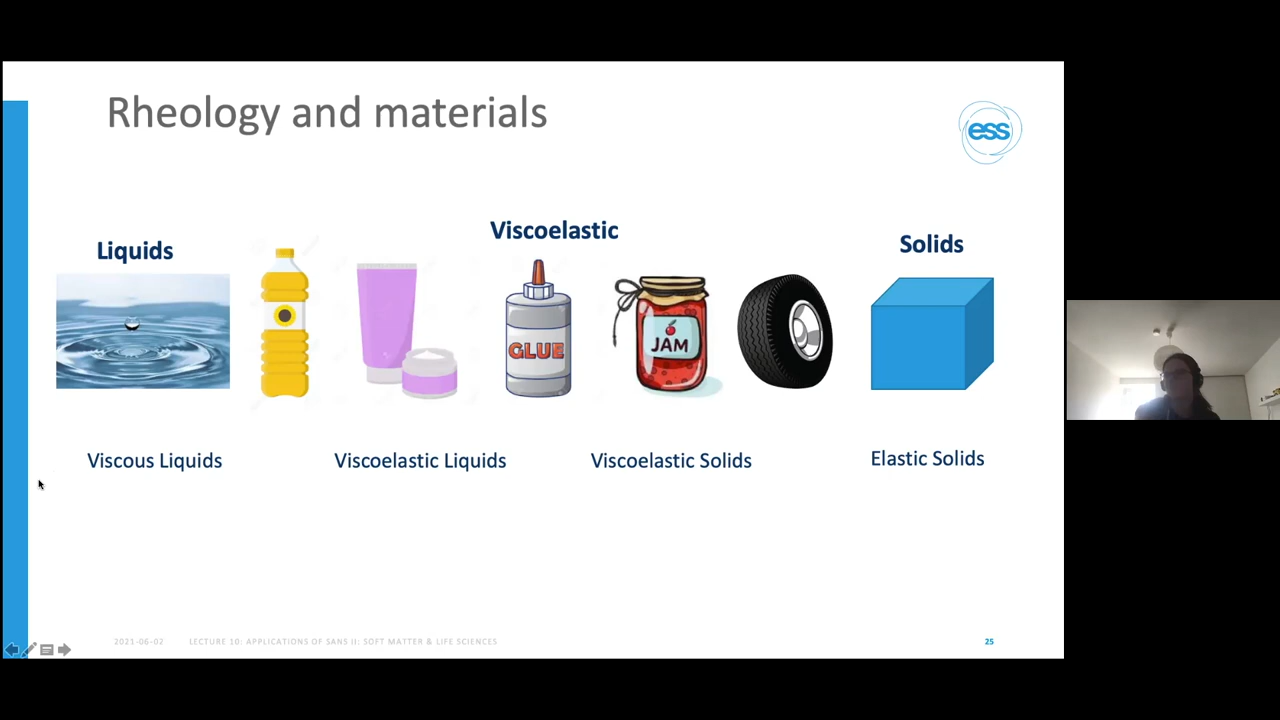 Rheology and materials
ess
Liquids
Viscoelastic
Solids
GLUE
JAM
Viscous Liquids
Viscoelastic Liquids
Viscoelastic Solids
Elastic Solids
2021-06-02 LECTURE 10: APPLICATIONS OF SANS II: SOFT MATTER & LIFE SCIENCES
25